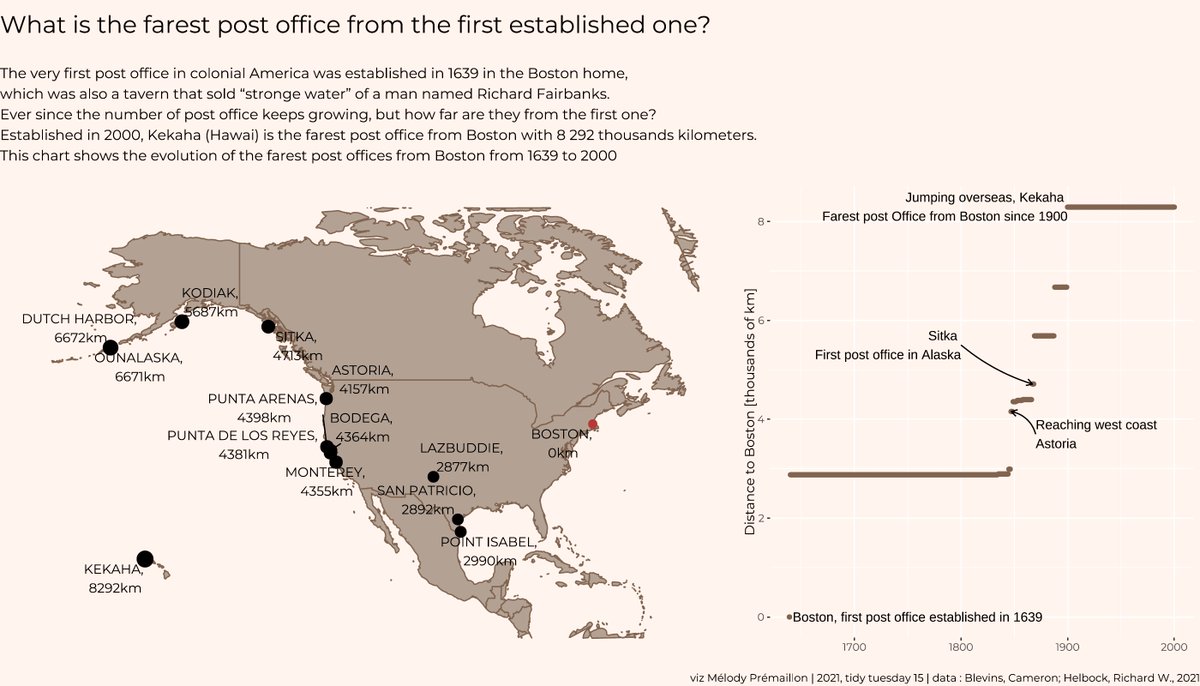 What is the farest post office from the first established one?
The very first post office in colonial America was established in 1639 in the Boston home,
which was also a tavern that sold “stronge water” of a man named Richard Fairbanks.
Ever since the number of post office keeps growing, but how far are they from the first one?
Established in 2000, Kekaha (Hawai) is the farest post office from Boston with 8 292 thousands kilometers.
This chart shows the evolution of the farest post offices from Boston from 1639 to 2000
KODIAK,
5687km
DUTCH HARBOR,
6672km
OUNALASKA,
6671km
SITKA,
4713km
ASTORIA,
4157km
PUNTA ARENAS,
4398km
BODEGA,
4364km
PUNTA DE LOS REYES,
4381km
MONTEREY,
4355km
LAZBUDDIE,
2877km
SAN PATRICIO,
2892km
POINT ISABEL,
2990km
BOSTON,
0km
KEKAHA,
8292km
Distance to Boston [thousands of km]
8
6
4
2
0
Jumping overseas, Kekaha
Farest post Office from Boston since 1900
Sitka
First post office in Alaska
Reaching west coast
Astoria
Boston, first post office established in 1639
1700
1800
1900
2000
viz Mélody Prémaillon | 2021, tidy tuesday 15 | data : Blevins, Cameron; Helbock, Richard W., 2021